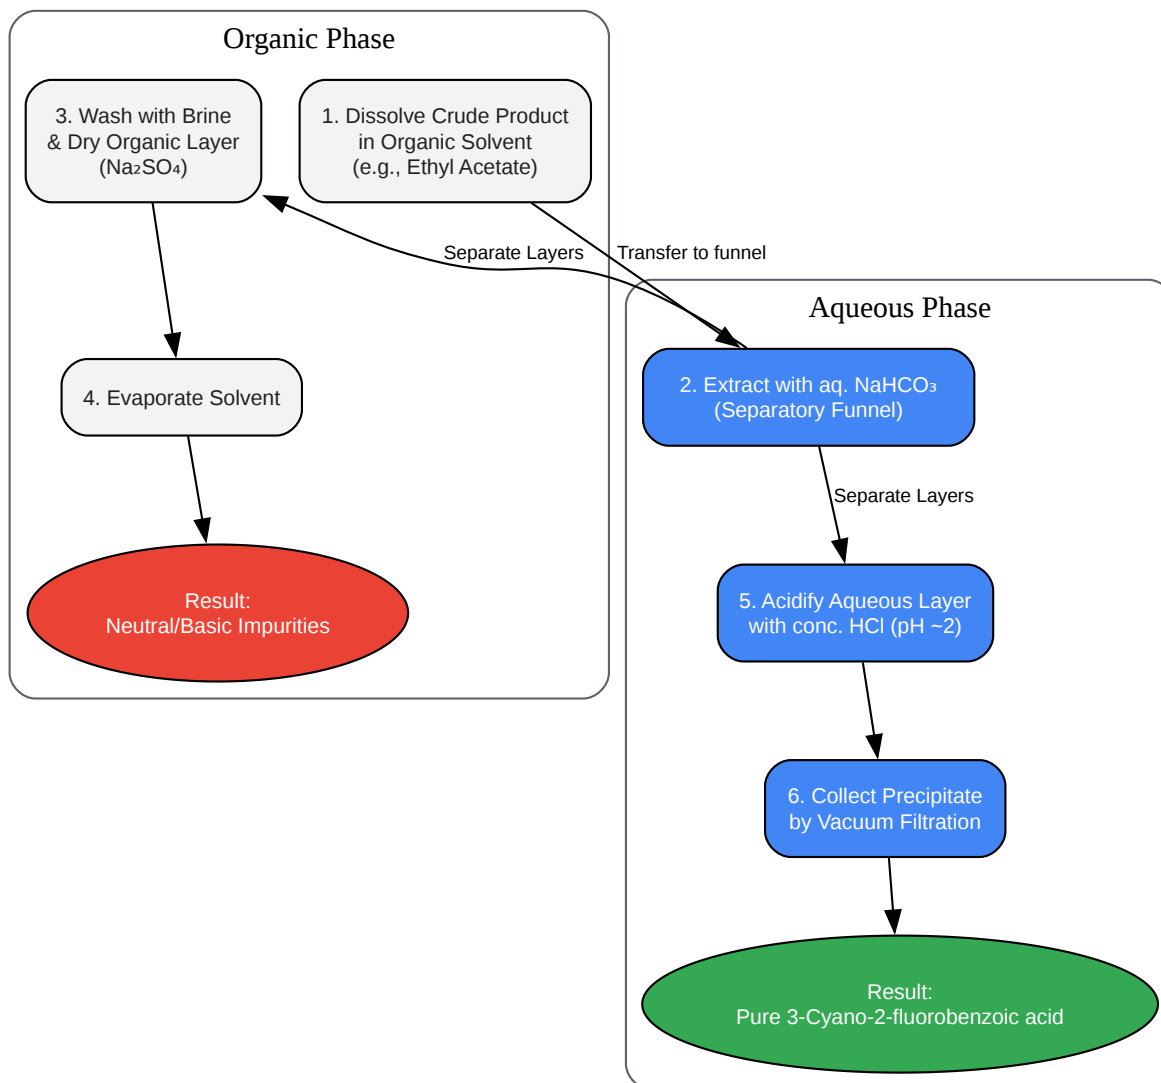 Organic Phase
3. Wash with Brine
& Dry Organic Layer
(Na₂SO₄)
1. Dissolve Crude Product
in Organic Solvent
(e.g., Ethyl Acetate)
Separate Layers
Transfer to funnel
Aqueous Phase
2. Extract with aq. NaHCO₃
(Separatory Funnel)
4. Evaporate Solvent
Separate Layers
Result:
Neutral/Basic Impurities
5. Acidify Aqueous Layer
with conc. HCl (pH ~2)
6. Collect Precipitate
by Vacuum Filtration
Result:
Pure 3-Cyano-2-fluorobenzoic acid